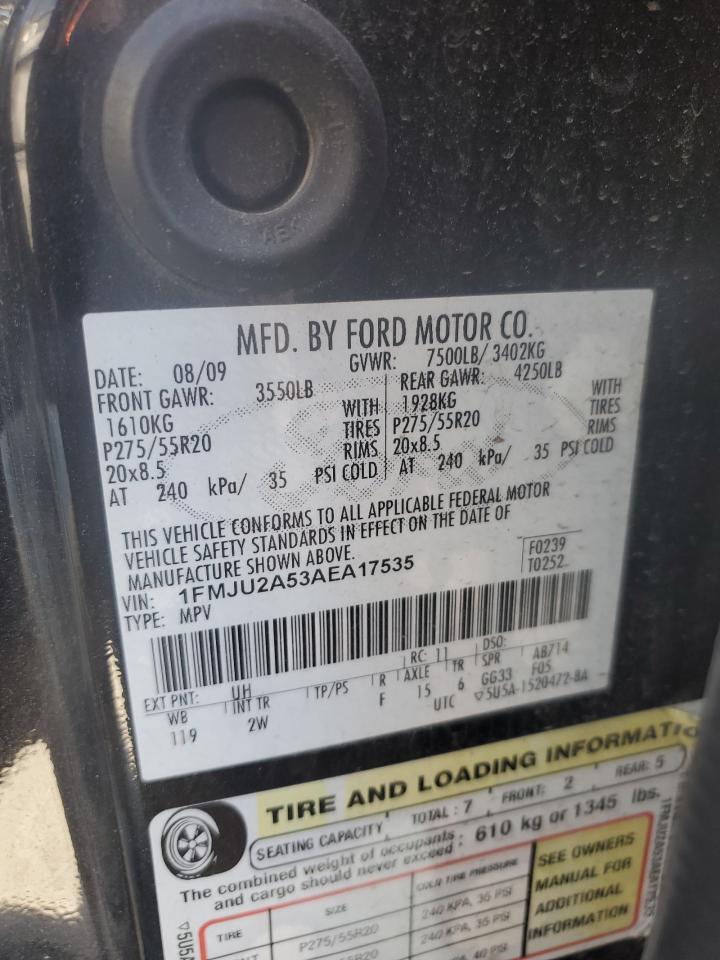 MFD. BY FORD MOTOR CO.
DATE: 08/09 GVWR: 7500LB/ 3402KG
FRONT GAWR: 3550LB REAR GAWR: 4250LB
1610KG WITH 1928KG WITH
P275/55R20 TIRES P275/55R20 TIRES
20x8.5 RIMS 20x8.5 RIMS
AT 240 kPa/ 35 PSI COLD AT 240 kPa/ 35 PSI COLD
THIS VEHICLE CONFORMS TO ALL APPLICABLE FEDERAL MOTOR
VEHICLE SAFETY STANDARDS IN EFFECT ON THE DATE OF
MANUFACTURE SHOWN ABOVE.
F0239
VIN: 1FMJU2A53AEA17535 T0252
TYPE: MPV
EXT PNT: UH RC: 11 DSO: AB714
WB INT TR TP/PS R AXLE TR SPR F05
119 2W F 15 6 GG33
UTC ▽5U5A-1520472-BA
TIRE AND LOADING INFORMATIO
SEATING CAPACITY TOTAL: 7 FRONT: 2 REAR: 5
The combined weight of occupants
and cargo should never exceed : 610 kg or 1345 lbs.
TIRE SIZE COLD TIRE PRESSURE
P275/55R20 240 KPA, 35 PSI
240 KPA, 35 PSI
40 PSI
SEE OWNERS
MANUAL FOR
ADDITIONAL
INFORMATION
▽5U5A